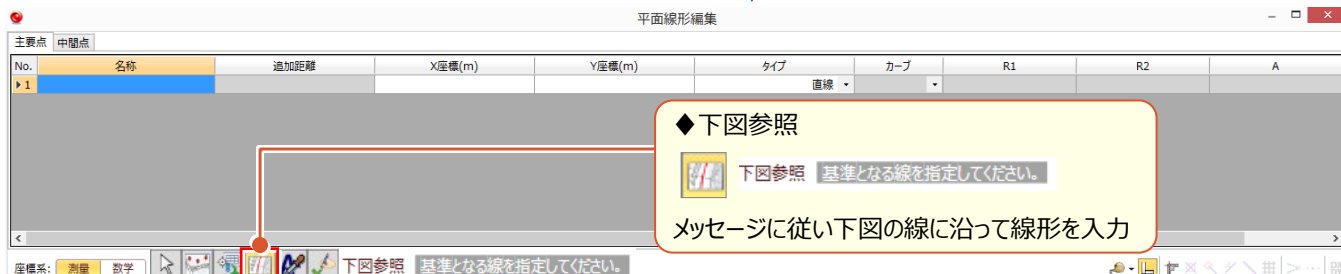 平面線形編集
主要点 中間点
No. 名称 追加距離 X座標(m) Y座標(m) タイプ カーブ R1 R2 A
1 直線
◆下図参照
下図参照 基準となる線を指定してください。
メッセージに従い下図の線に沿って線形を入力
座標系: 測量 数学 下図参照 基準となる線を指定してください。